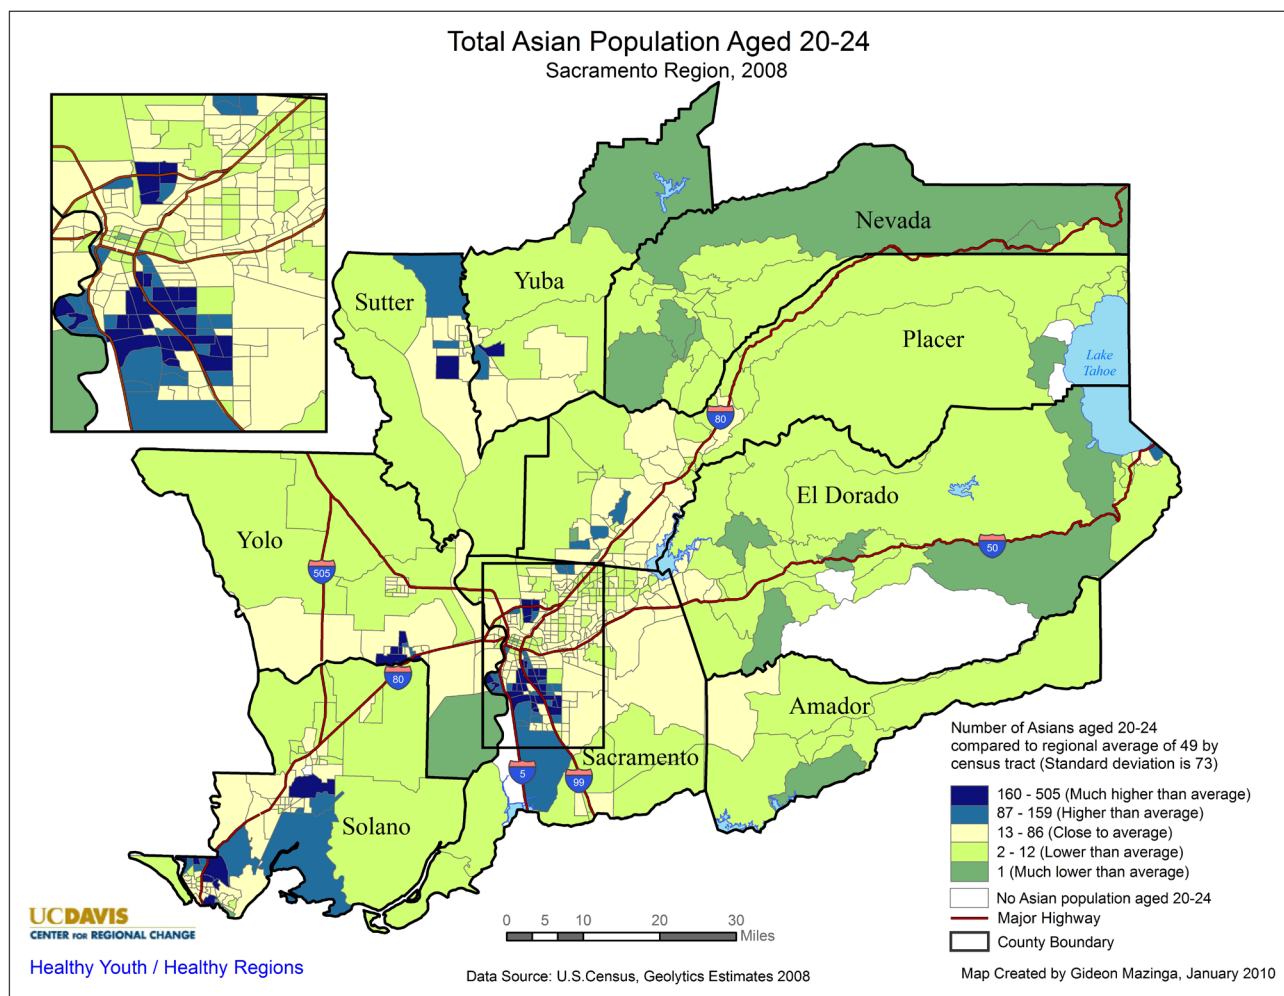 Total Asian Population Aged 20-24
Sacramento Region, 2008
Nevada
Yuba
Sutter
Placer
Lake
Tahoe
80
El Dorado
Yolo
50
505
80
Amador
Sacramento
5
99
Solano
Number of Asians aged 20-24
compared to regional average of 49 by
census tract (Standard deviation is 73)
160 - 505 (Much higher than average)
87 - 159 (Higher than average)
13 - 86 (Close to average)
2 - 12 (Lower than average)
1 (Much lower than average)
No Asian population aged 20-24
Major Highway
County Boundary
UCDAVIS
CENTER FOR REGIONAL CHANGE
Healthy Youth / Healthy Regions
0 5 10 20 30
Miles
Data Source: U.S.Census, Geolytics Estimates 2008
Map Created by Gideon Mazinga, January 2010